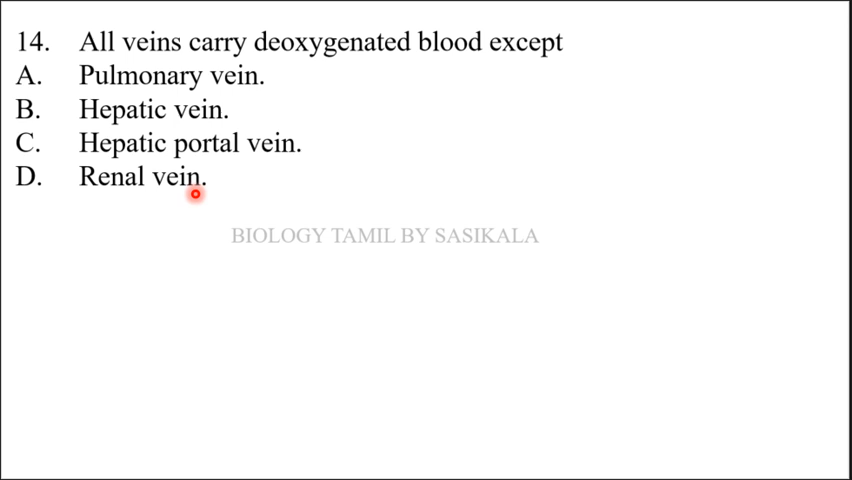 14. All veins carry deoxygenated blood except
A. Pulmonary vein.
B. Hepatic vein.
C. Hepatic portal vein.
D. Renal vein.
BIOLOGY TAMIL BY SASIKALA